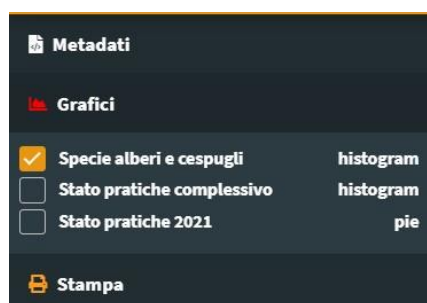 Metadati
Grafici
Specie alberi e cespugli histogram
Stato pratiche complessivo histogram
Stato pratiche 2021 pie
Stampa